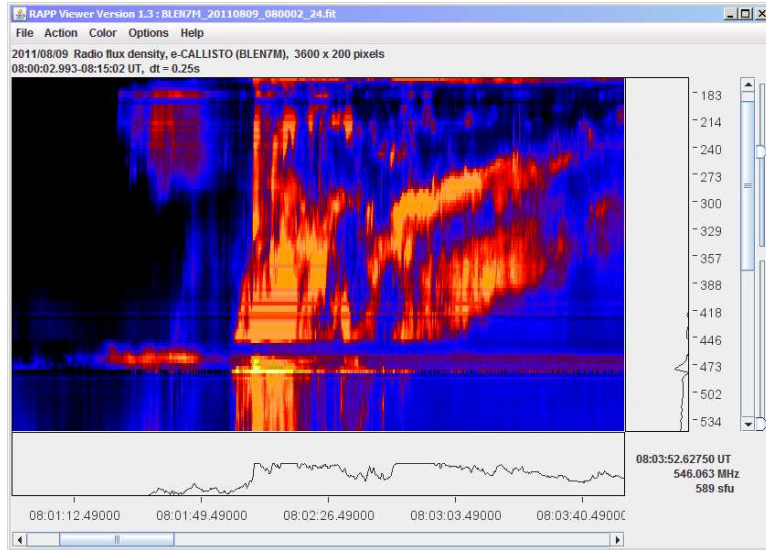 RAPP Viewer Version 1.3 : BLEN7M_20110809_080002_24.fit
File Action Color Options Help
2011/08/09 Radio flux density, e-CALLISTO (BLEN7M), 3600 x 200 pixels
08:00:02.993-08:15:02 UT, dt = 0.25s
183
214
240
273
300
329
357
388
418
446
473
502
534
08:03:52.62750 UT
546.063 MHz
589 sfu
08:01:12.49000 08:01:49.49000 08:02:26.49000 08:03:03.49000 08:03:40.49000